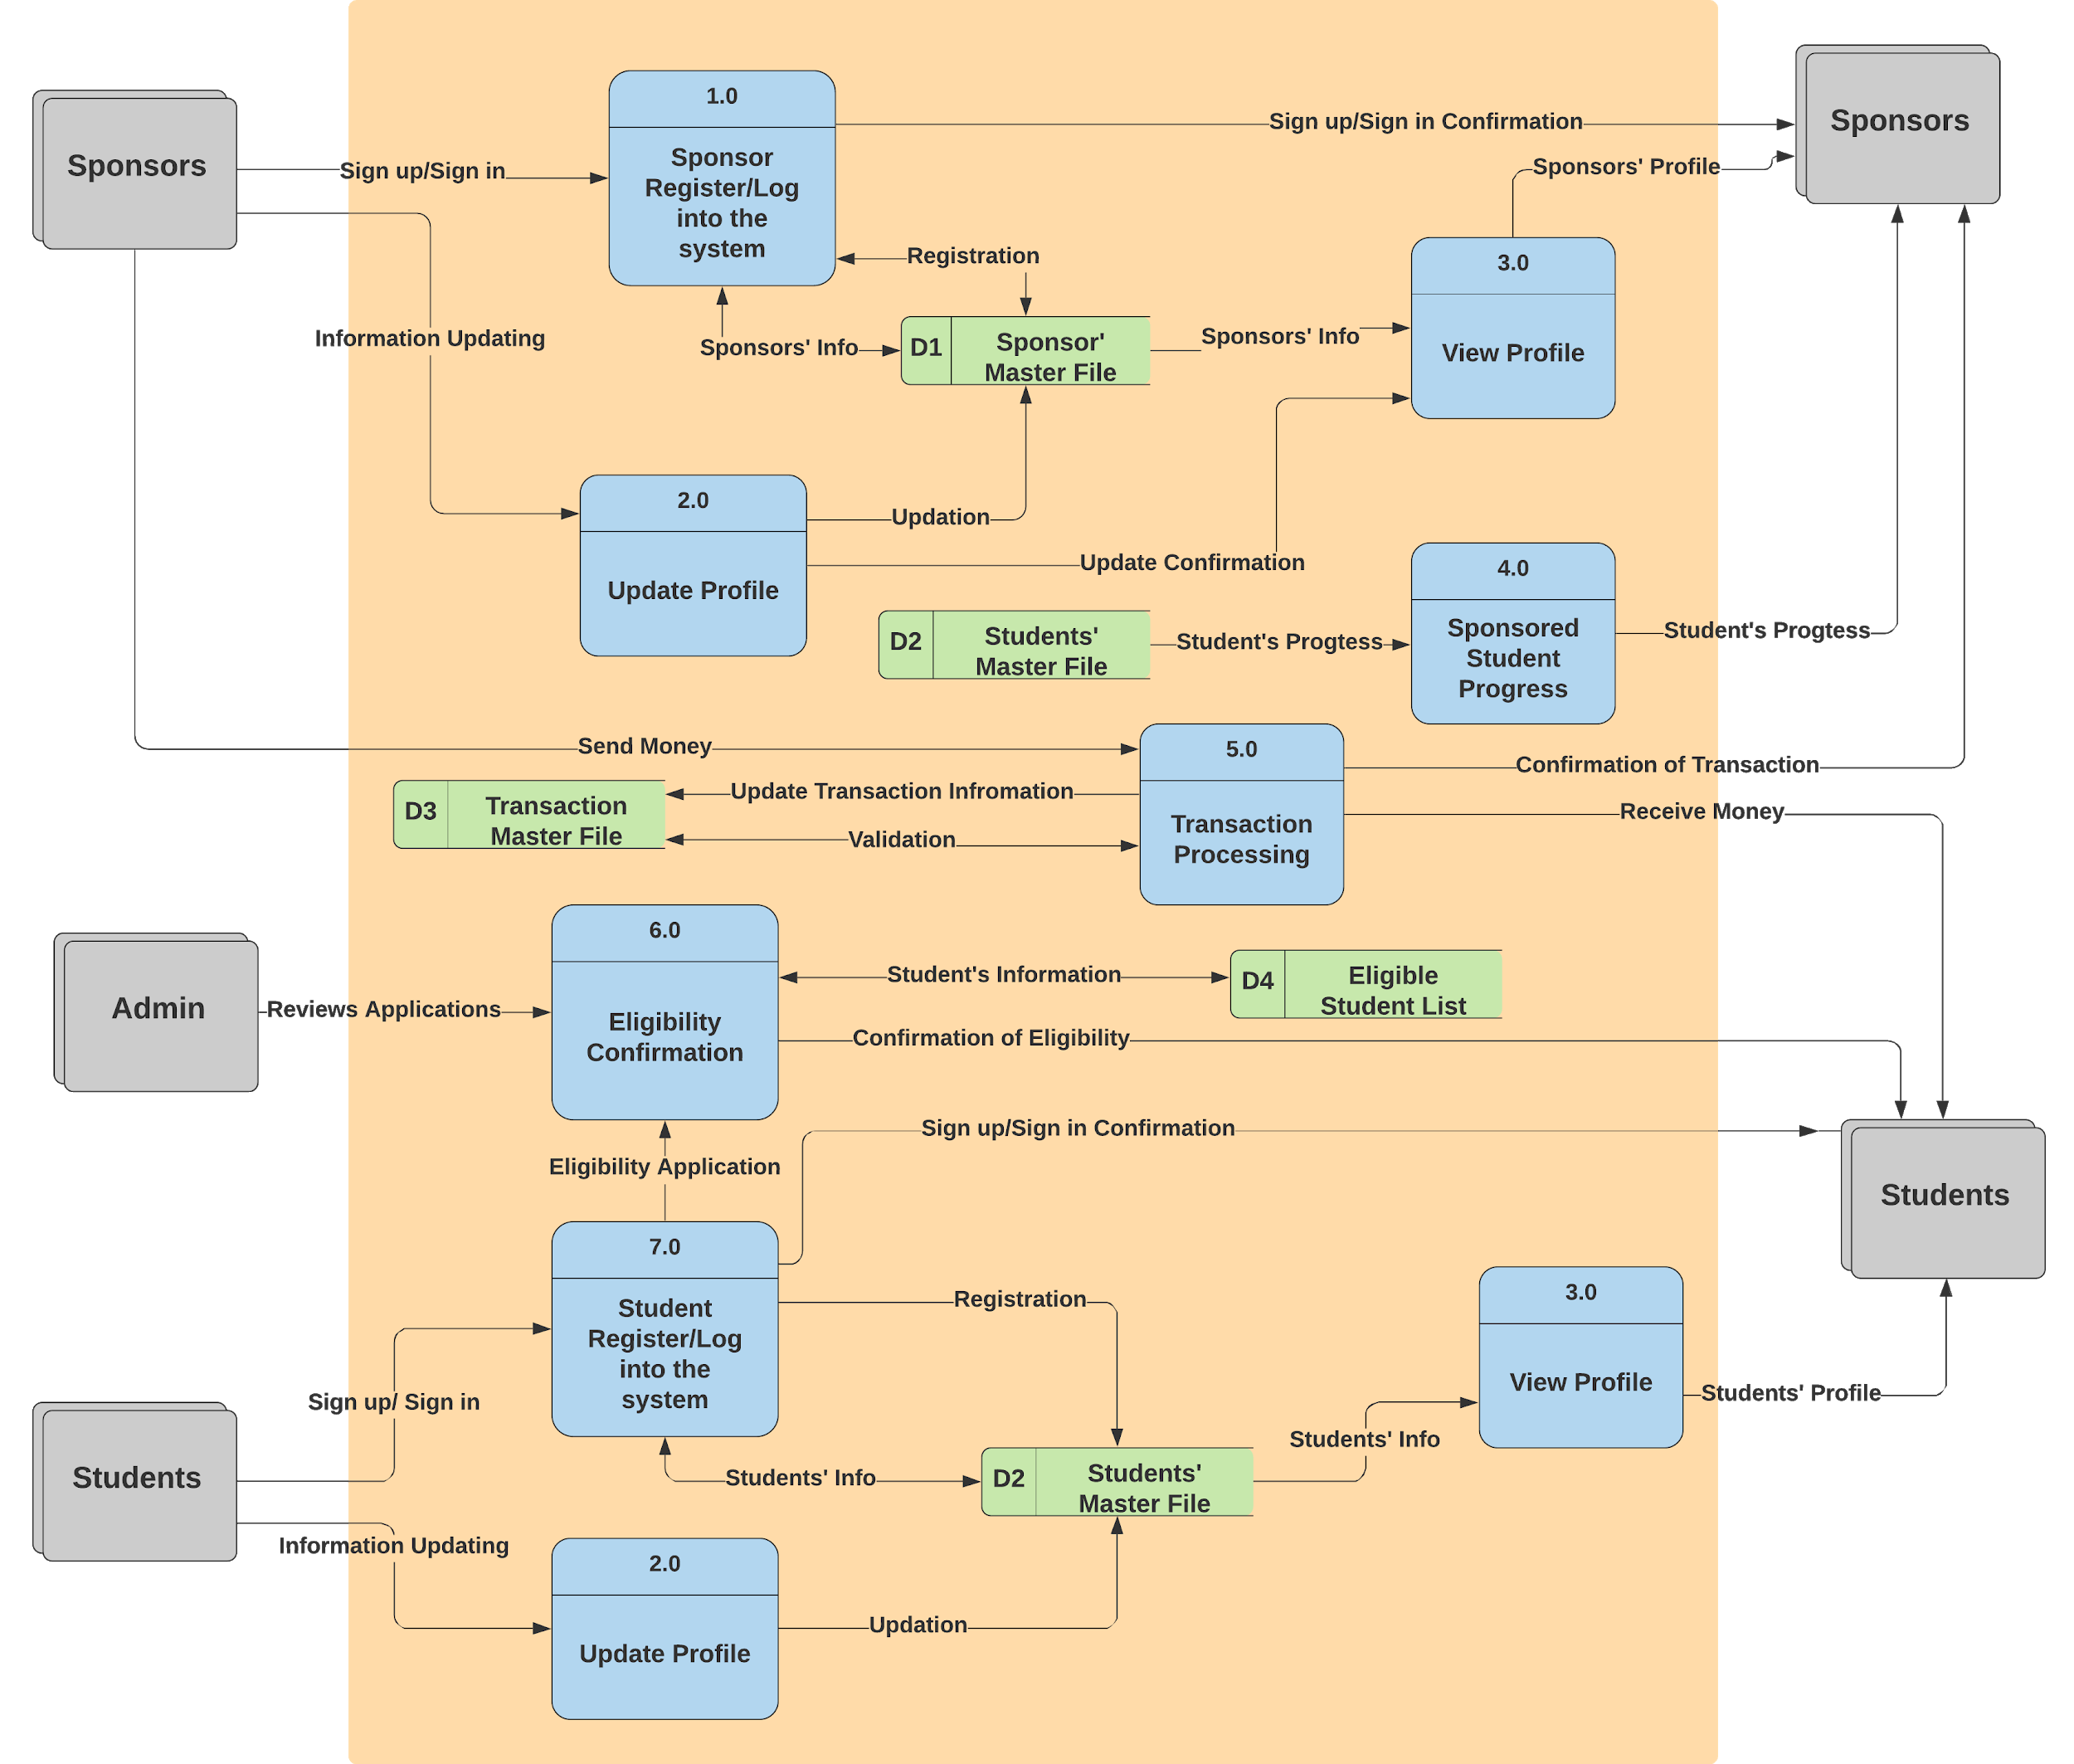 1.0
Sponsors
Sponsors
Sign up/Sign in Confirmation
Sponsor
Register/Log
into the
system
Sign up/Sign in
Sponsors' Profile
Registration
3.0
Information Updating
Sponsors' Info
D1
Sponsor'
Master File
Sponsors' Info
View Profile
2.0
Updation
Update Confirmation
Update Profile
4.0
D2
Students'
Master File
Student's Progtess
Sponsored
Student
Progress
Student's Progtess
Send Money
5.0
Confirmation of Transaction
D3
Transaction
Master File
Update Transaction Infromation
Receive Money
Validation
Transaction
Processing
6.0
Admin
Reviews Applications
Student's Information
D4
Eligible
Student List
Eligibility
Confirmation
Confirmation of Eligibility
Sign up/Sign in Confirmation
Eligibility Application
Students
7.0
Registration
3.0
Student
Register/Log
into the
system
Sign up/ Sign in
View Profile
Students' Profile
Students' Info
Students
Students' Info
D2
Students'
Master File
Information Updating
2.0
Updation
Update Profile